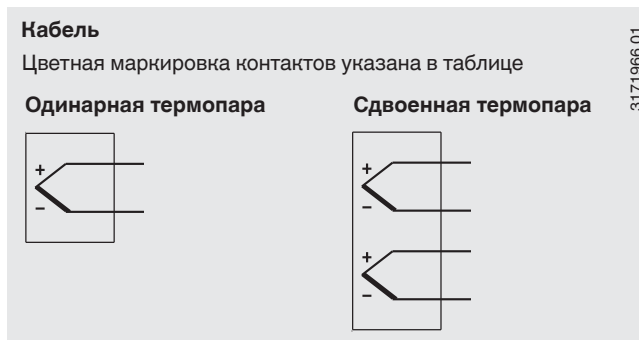 Кабель
Цветная маркировка контактов указана в таблице
Одинарная термопара
Сдвоенная термопара
+
−
+
−
+
−
3171966.01